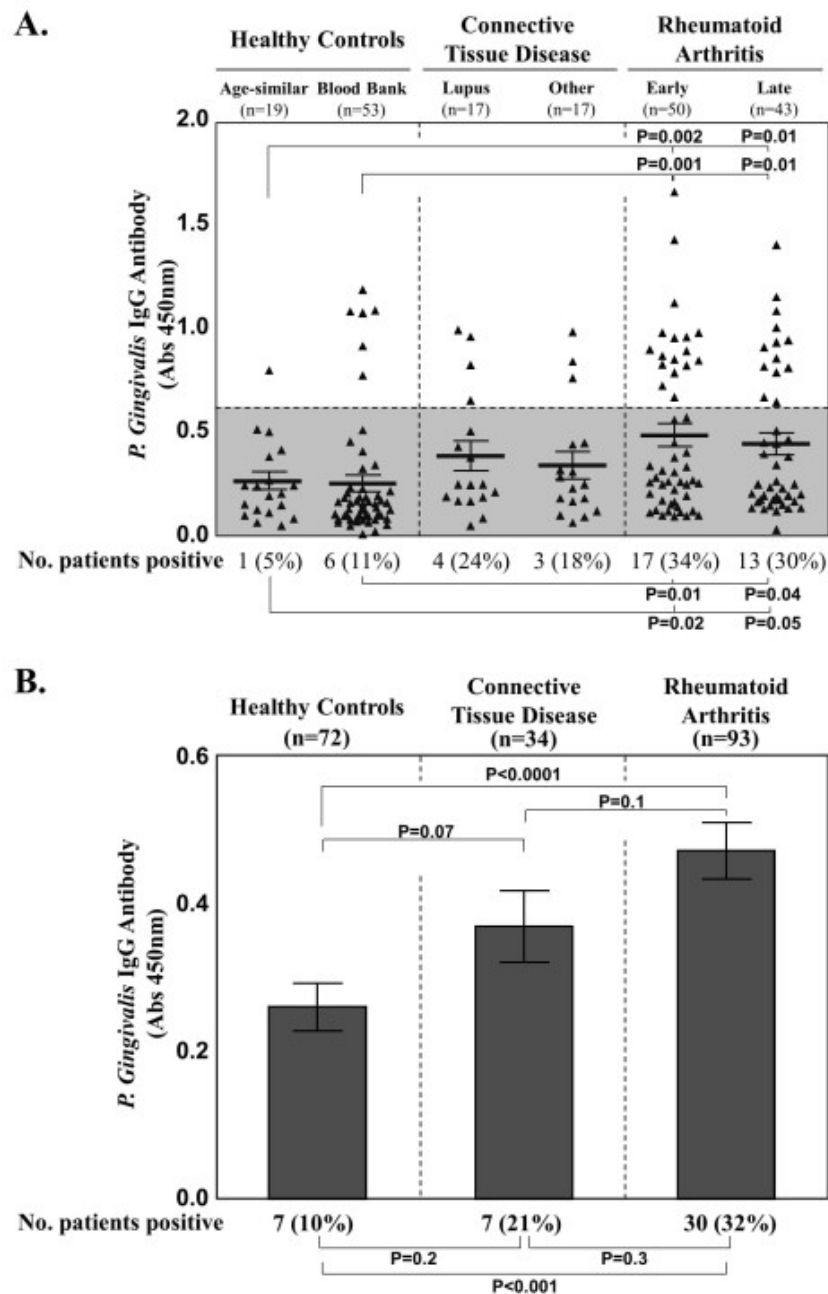 A.
Healthy Controls
Connective
Tissue Disease
Rheumatoid
Arthritis
Age-similar
(n=19)
Blood Bank
(n=53)
Lupus
(n=17)
Other
(n=17)
Early
(n=50)
Late
(n=43)
P. Gingivalis IgG Antibody
(Abs 450nm)
2.0
1.5
1.0
0.5
0.0
P=0.002 P=0.01
P=0.001 P=0.01
No. patients positive 1 (5%) 6 (11%) 4 (24%) 3 (18%) 17 (34%) 13 (30%)
P=0.01 P=0.04
P=0.02 P=0.05
B.
Healthy Controls
(n=72)
Connective
Tissue Disease
(n=34)
Rheumatoid
Arthritis
(n=93)
P. Gingivalis IgG Antibody
(Abs 450nm)
0.6
0.4
0.2
0.0
P<0.0001
P=0.1
P=0.07
No. patients positive 7 (10%) 7 (21%) 30 (32%)
P=0.2 P=0.3
P<0.001